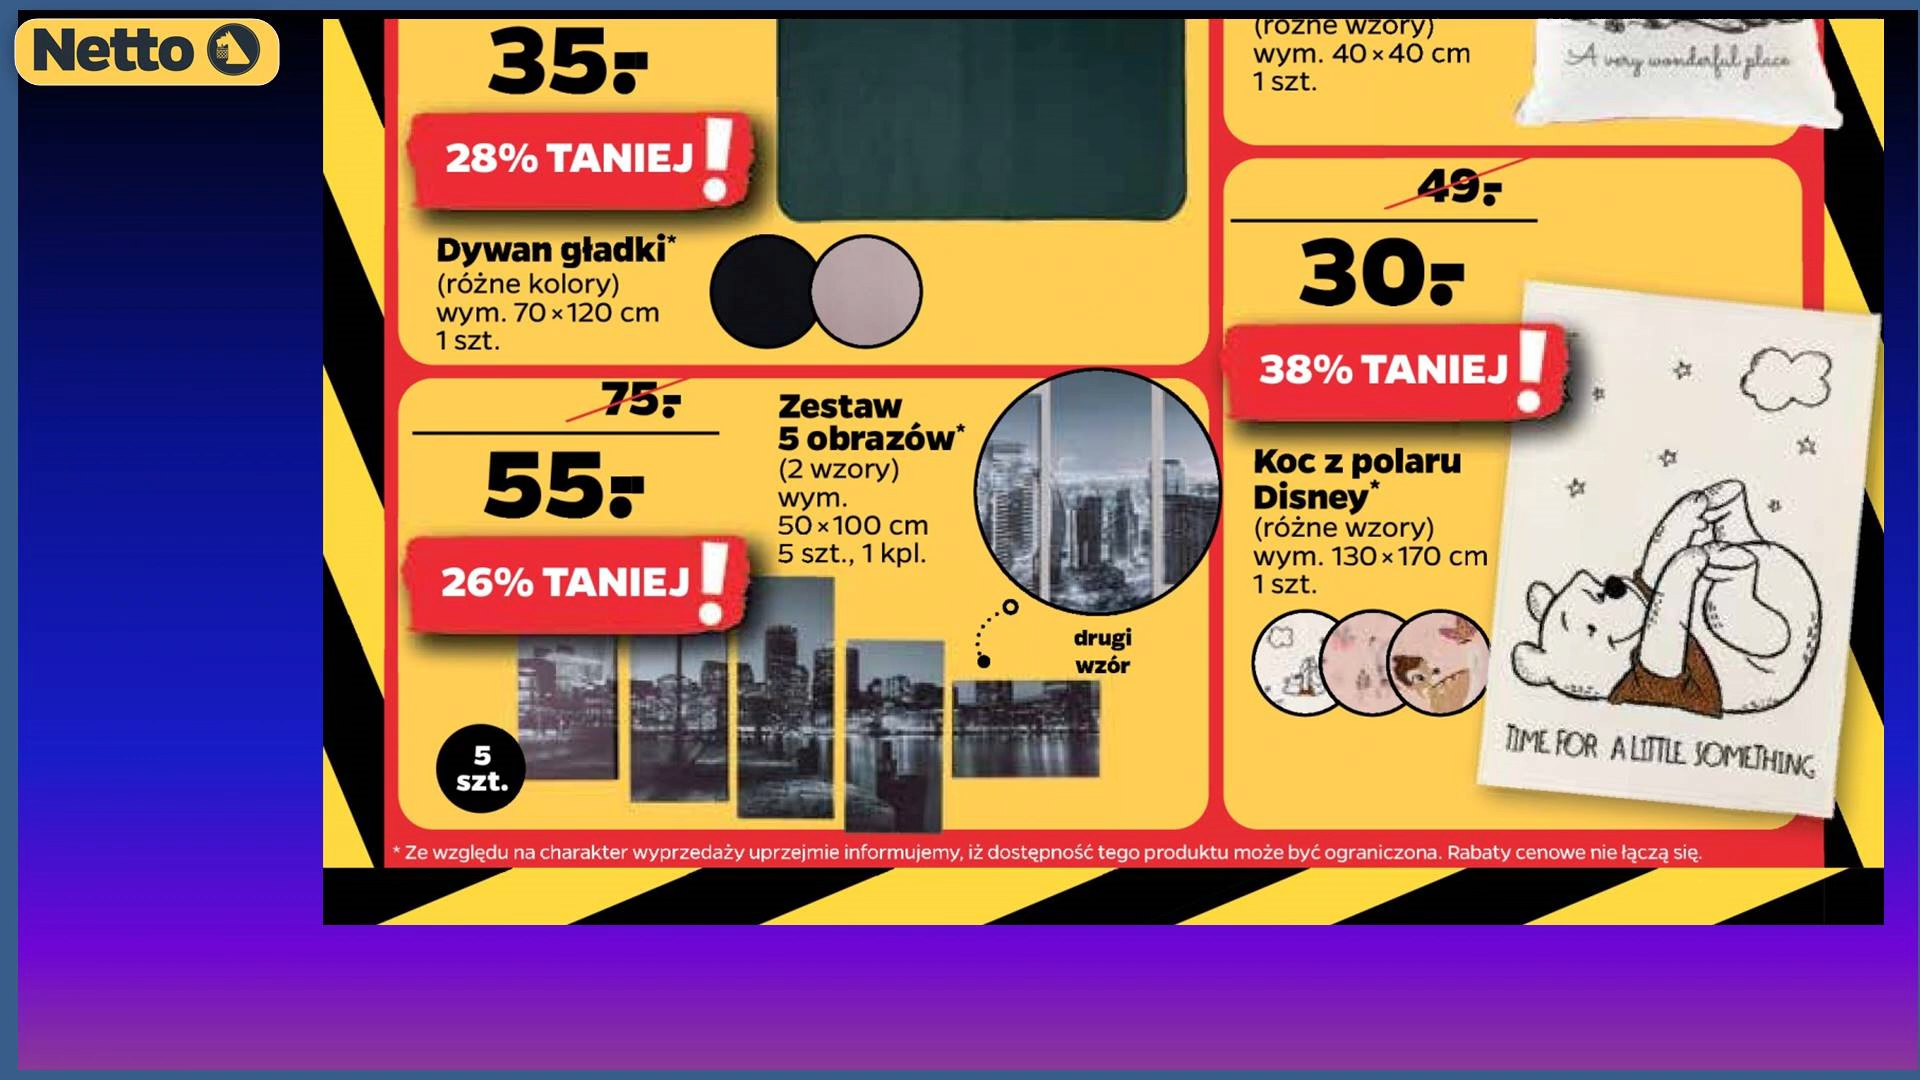 Netto
35.-
28% TANIEJ!
Dywan gładki*
(różne kolory)
wym. 70×120 cm
1 szt.
(różne wzory)
wym. 40×40 cm
1 szt.
A very wonderful place
75.-
55.-
26% TANIEJ!
Zestaw
5 obrazów*
(2 wzory)
wym.
50×100 cm
5 szt., 1 kpl.
drugi
wzór
5
szt.
49.-
30.-
38% TANIEJ!
Koc z polaru
Disney*
(różne wzory)
wym. 130×170 cm
1 szt.
TIME FOR A LITTLE SOMETHING
* Ze względu na charakter wyprzedaży uprzejmie informujemy, iż dostępność tego produktu może być ograniczona. Rabaty cenowe nie łączą się.